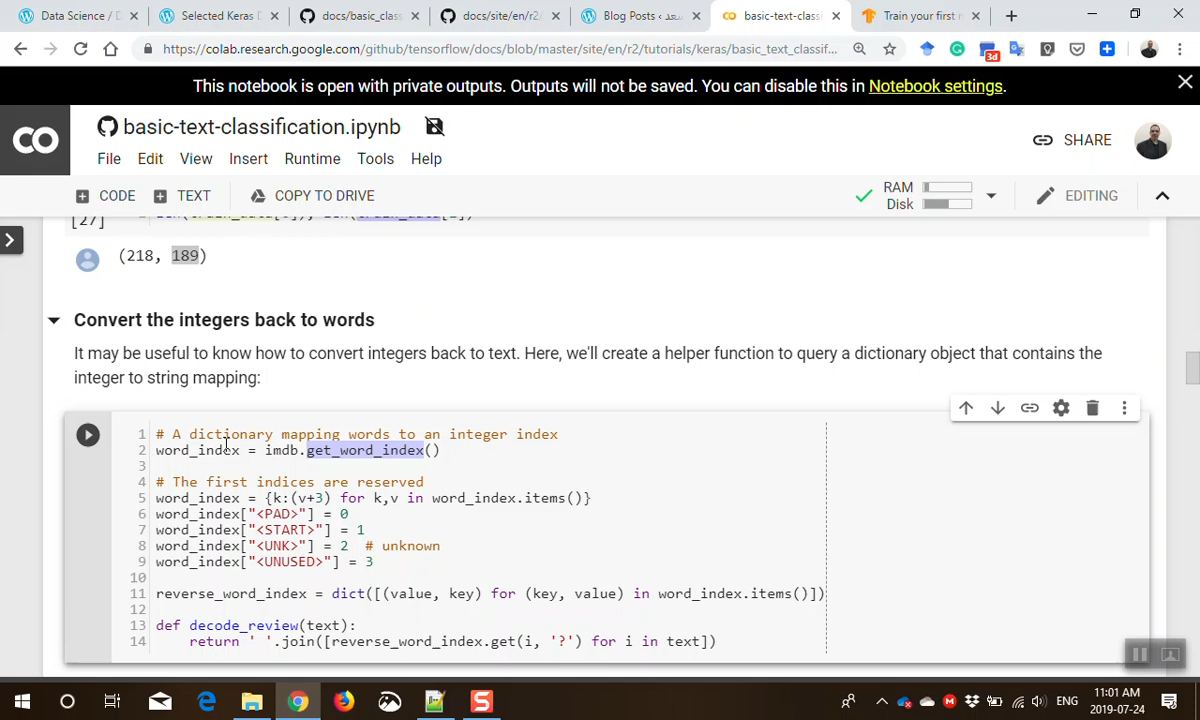 Data Science / D
Selected Keras D
docs/basic_class
docs/site/en/r2/
Blog Posts ‹
basic-text-classi
Train your first n
https://colab.research.google.com/github/tensorflow/docs/blob/master/site/en/r2/tutorials/keras/basic_text_classif...
3d
This notebook is open with private outputs. Outputs will not be saved. You can disable this in Notebook settings.
CO
basic-text-classification.ipynb
SHARE
File Edit View Insert Runtime Tools Help
CODE TEXT COPY TO DRIVE
RAM
Disk
EDITING
[27]
(218, 189)
Convert the integers back to words
It may be useful to know how to convert integers back to text. Here, we'll create a helper function to query a dictionary object that contains the
integer to string mapping:
1 # A dictionary mapping words to an integer index
2 word_index = imdb.get_word_index()
3
4 # The first indices are reserved
5 word_index = {k:(v+3) for k,v in word_index.items()}
6 word_index["<PAD>"] = 0
7 word_index["<START>"] = 1
8 word_index["<UNK>"] = 2  # unknown
9 word_index["<UNUSED>"] = 3
10
11 reverse_word_index = dict([(value, key) for (key, value) in word_index.items()])
12
13 def decode_review(text):
14     return ' '.join([reverse_word_index.get(i, '?') for i in text])
ENG
11:01 AM
2019-07-24